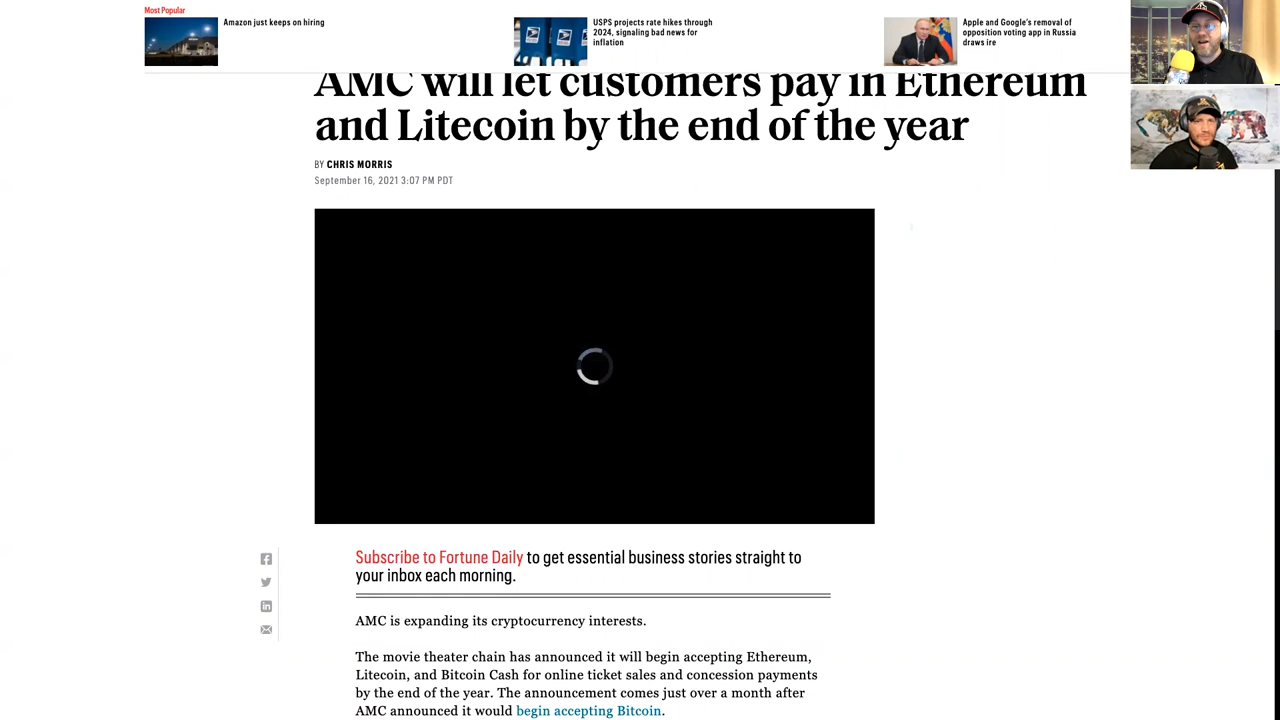 Most Popular
Amazon just keeps on hiring
USPS projects rate hikes through
2024, signaling bad news for
inflation
Apple and Google's removal of
opposition voting app in Russia
draws ire
AMC will let customers pay in Ethereum
and Litecoin by the end of the year
BY CHRIS MORRIS
September 16, 2021 3:07 PM PDT
Subscribe to Fortune Daily to get essential business stories straight to
your inbox each morning.
AMC is expanding its cryptocurrency interests.
The movie theater chain has announced it will begin accepting Ethereum,
Litecoin, and Bitcoin Cash for online ticket sales and concession payments
by the end of the year. The announcement comes just over a month after
AMC announced it would begin accepting Bitcoin.